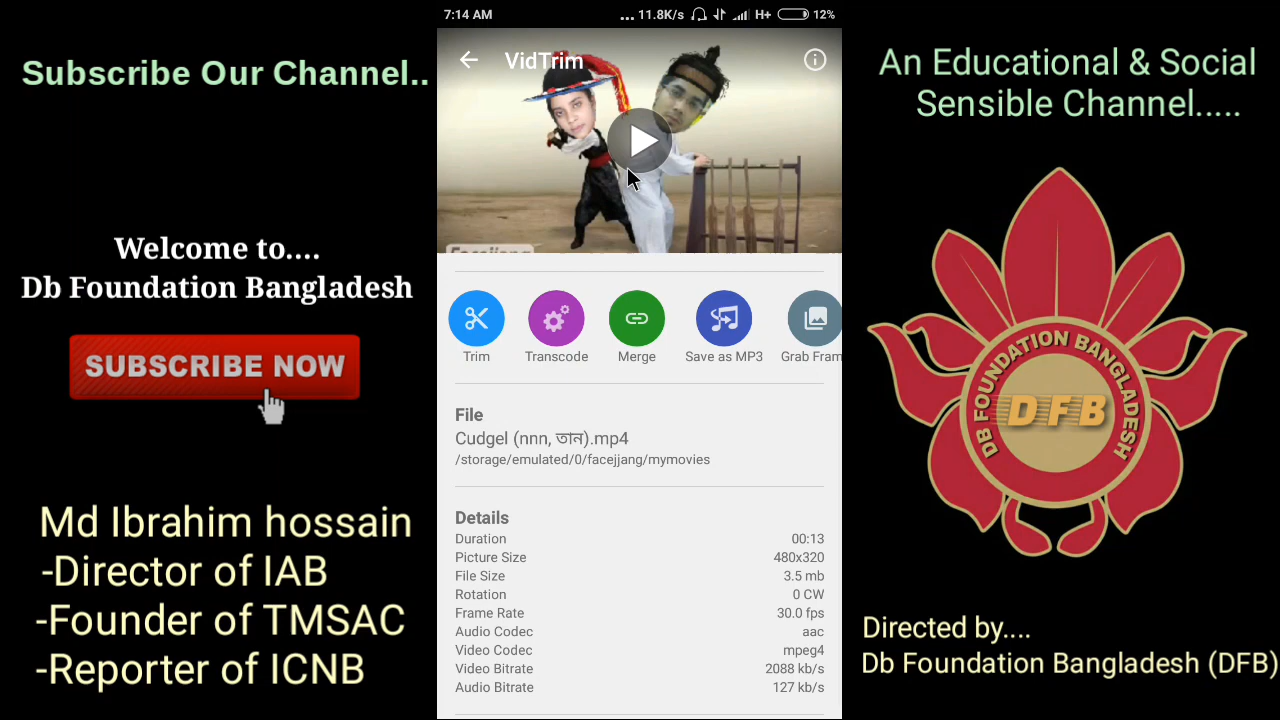 Subscribe Our Channel..
Welcome to....
Db Foundation Bangladesh
SUBSCRIBE NOW
Md Ibrahim hossain
-Director of IAB
-Founder of TMSAC
-Reporter of ICNB
7:14 AM ... 11.8K/s H+ 12%
VidTrim
Trim Transcode Merge Save as MP3 Grab Fram
File
Cudgel (nnn, তান).mp4
/storage/emulated/0/facejjang/mymovies
Details
Duration 00:13
Picture Size 480x320
File Size 3.5 mb
Rotation 0 CW
Frame Rate 30.0 fps
Audio Codec aac
Video Codec mpeg4
Video Bitrate 2088 kb/s
Audio Bitrate 127 kb/s
An Educational & Social
Sensible Channel.....
DB FOUNDATION BANGLADESH
DFB
Directed by....
Db Foundation Bangladesh (DFB)